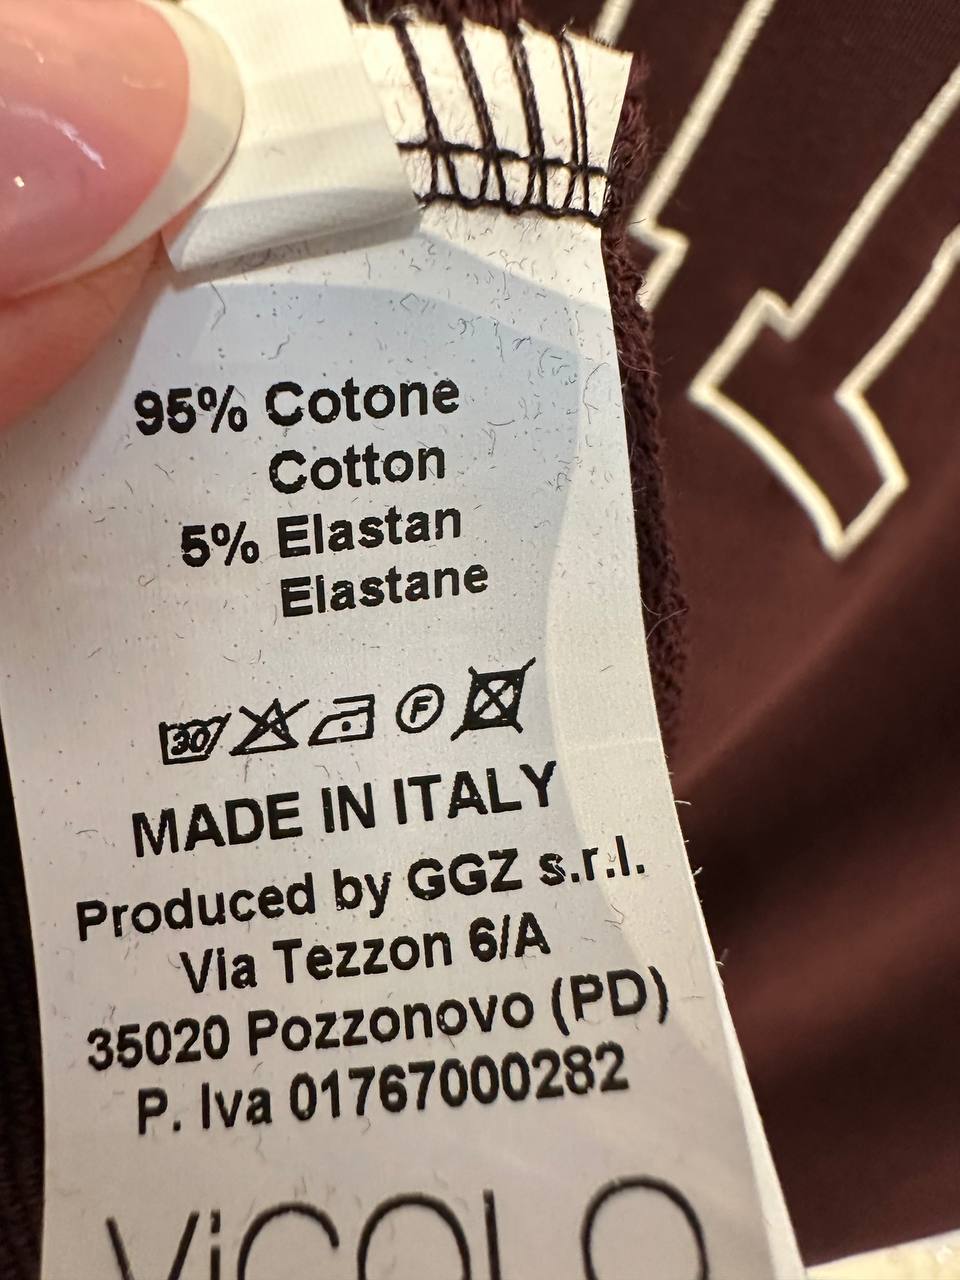 95% Cotone
Cotton
5% Elastan
Elastane
30 F
MADE IN ITALY
Produced by GGZ s.r.l.
Via Tezzon 6/A
35020 Pozzonovo (PD)
P. Iva 01767000282
ViCOLO